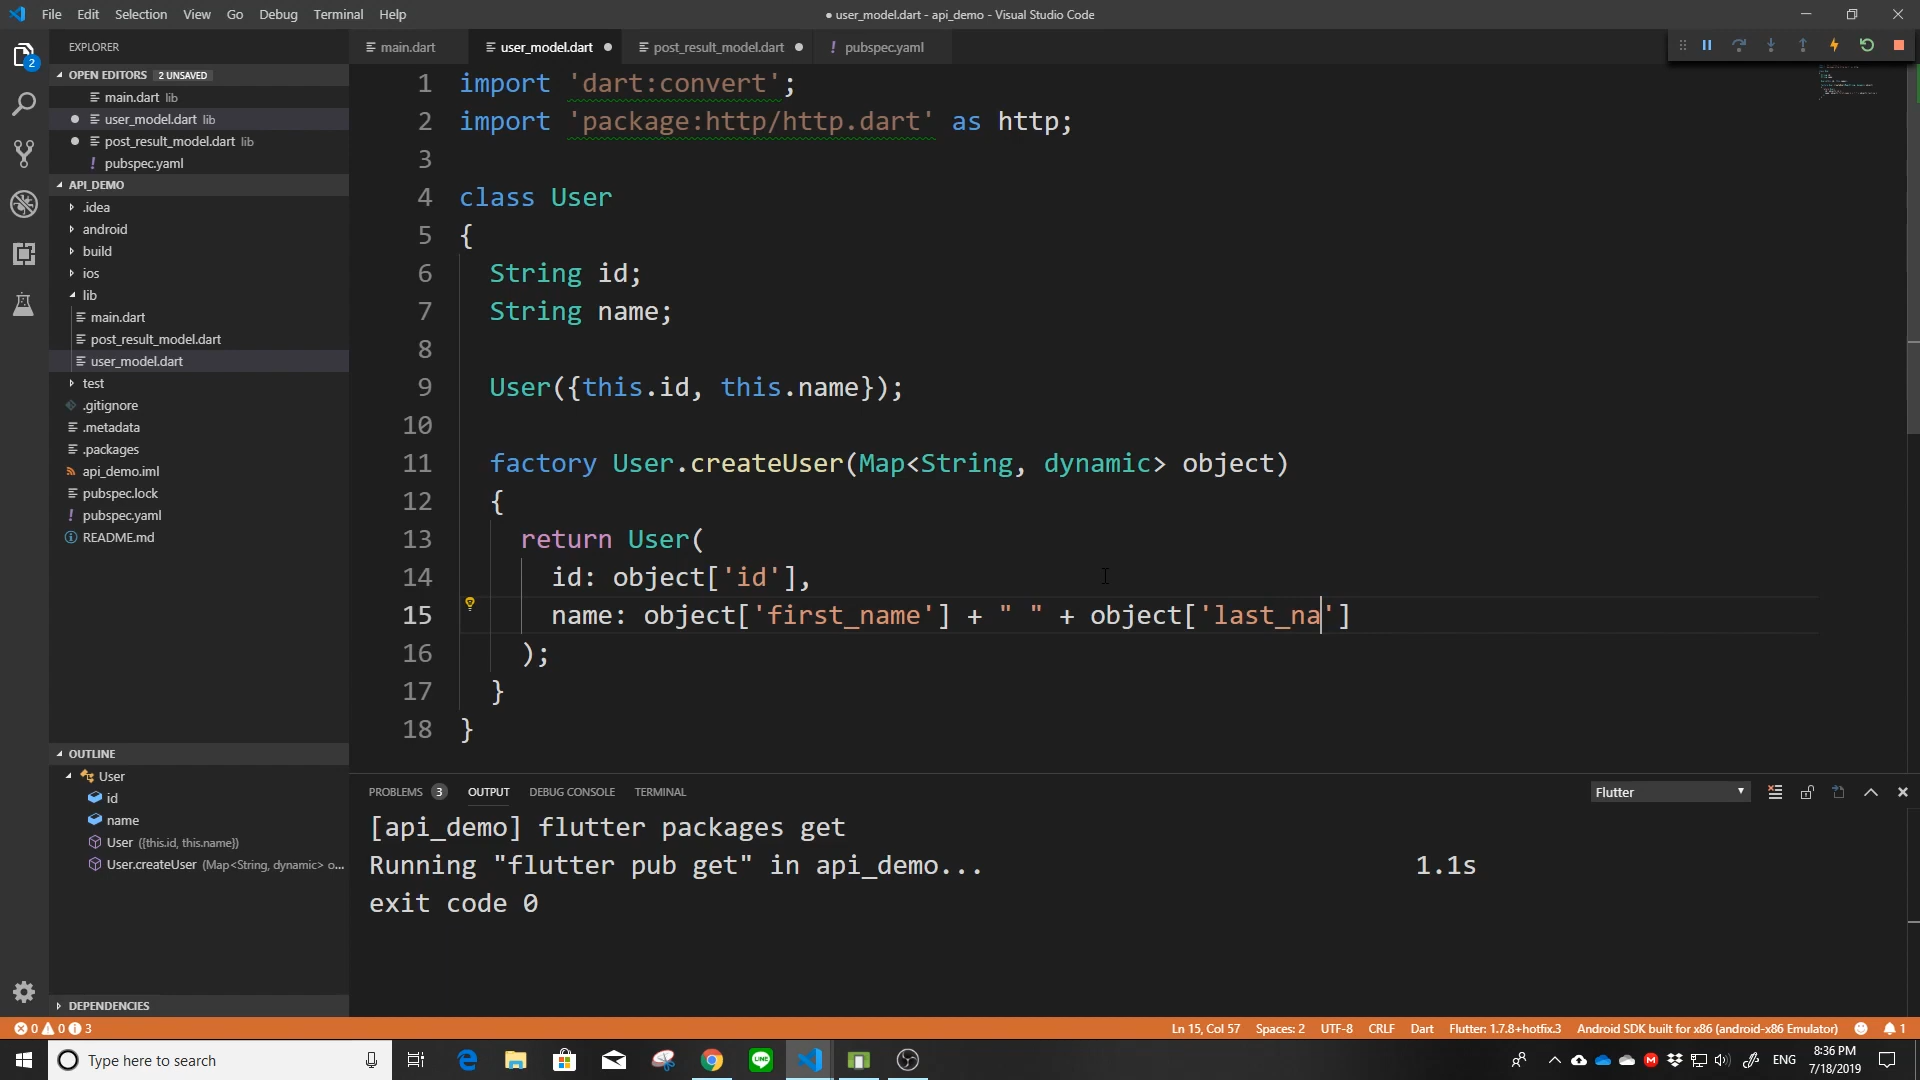 File Edit Selection View Go Debug Terminal Help
● user_model.dart - api_demo - Visual Studio Code
EXPLORER
OPEN EDITORS 2 UNSAVED
main.dart lib
user_model.dart lib
post_result_model.dart lib
pubspec.yaml
API_DEMO
.idea
android
build
ios
lib
main.dart
post_result_model.dart
user_model.dart
test
.gitignore
.metadata
.packages
api_demo.iml
pubspec.lock
pubspec.yaml
README.md
OUTLINE
User
id
name
User ({this.id, this.name})
User.createUser (Map<String, dynamic> o...
DEPENDENCIES
2
main.dart user_model.dart post_result_model.dart pubspec.yaml
1 import 'dart:convert';
2 import 'package:http/http.dart' as http;
3
4 class User
5 {
6 String id;
7 String name;
8
9 User({this.id, this.name});
10
11 factory User.createUser(Map<String, dynamic> object)
12 {
13 return User(
14 id: object['id'],
15 name: object['first_name'] + " " + object['last_na']
16 );
17 }
18 }
PROBLEMS 3 OUTPUT DEBUG CONSOLE TERMINAL
Flutter
[api_demo] flutter packages get
Running "flutter pub get" in api_demo... 1.1s
exit code 0
0 0 3
Ln 15, Col 57 Spaces: 2 UTF-8 CRLF Dart Flutter: 1.7.8+hotfix.3 Android SDK built for x86 (android-x86 Emulator) 1
Type here to search
LINE
ENG
8:36 PM
7/18/2019